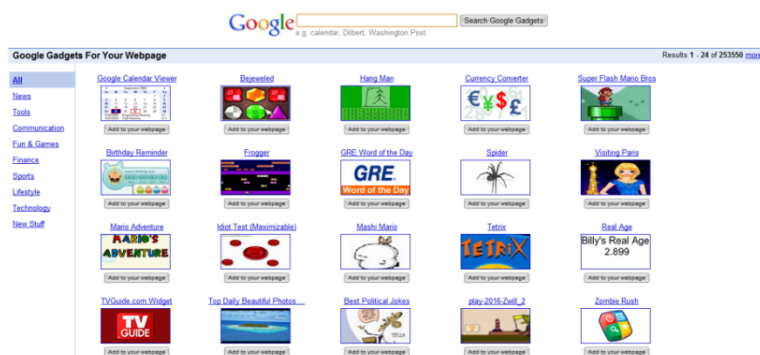 Google
Search Google Gadgets
e.g. calendar, Dilbert, Washington Post
Google Gadgets For Your Webpage
Results 1 - 24 of 253550 more
All
News
Tools
Communication
Fun & Games
Finance
Sports
Lifestyle
Technology
New Stuff
Google Calendar Viewer
Bejeweled
Hang Man
Currency Converter
Super Flash Mario Bros
€ ¥ $ £
Add to your webpage
Add to your webpage
Add to your webpage
Add to your webpage
Add to your webpage
Birthday Reminder
Frogger
GRE Word of the Day
Spider
Visiting Paris
GRE
Word of the Day
Add to your webpage
Add to your webpage
Add to your webpage
Add to your webpage
Add to your webpage
Mario Adventure
Idiot Test (Maximizable)
Mashi Mario
Tetrix
Real Age
MARIO'S
ADVENTURE
TETRIX
Billy's Real Age
2.899
Add to your webpage
Add to your webpage
Add to your webpage
Add to your webpage
Add to your webpage
TVGuide.com Widget
Top Daily Beautiful Photos ...
Best Political Jokes
play-2016-Zwill_2
Zombie Rush
TV
GUIDE
Add to your webpage
Add to your webpage
Add to your webpage
Add to your webpage
Add to your webpage